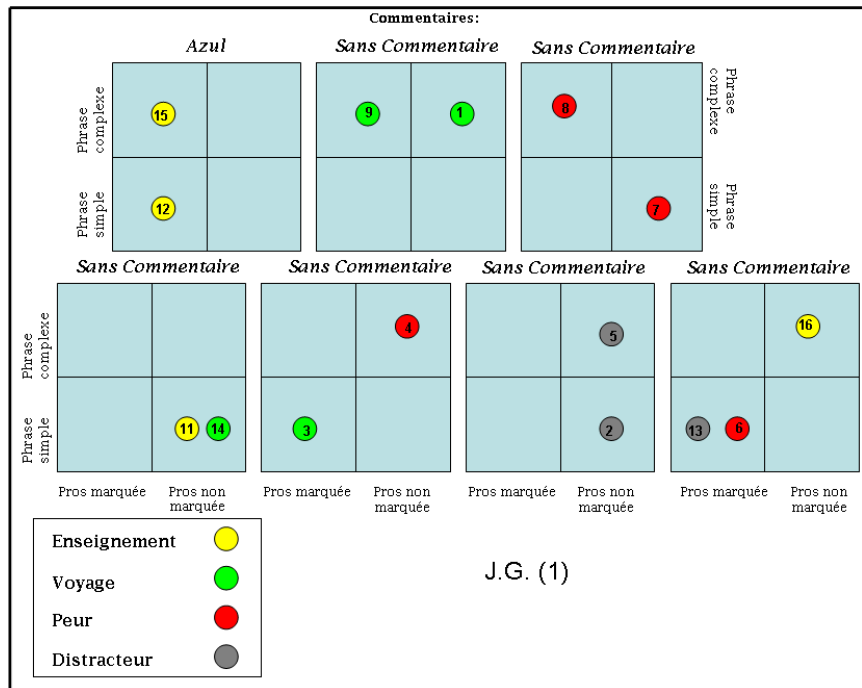 Commentaires:
Azul
Sans Commentaire
Sans Commentaire
Phrase complexe
15
9
1
8
Phrase complexe
Phrase simple
12
7
Phrase simple
Sans Commentaire
Sans Commentaire
Sans Commentaire
Sans Commentaire
Phrase complexe
4
5
16
Phrase simple
11
14
3
2
13
6
Pros marquée
Pros non marquée
Pros marquée
Pros non marquée
Pros marquée
Pros non marquée
Pros marquée
Pros non marquée
Enseignement
Voyage
Peur
Distracteur
J.G. (1)